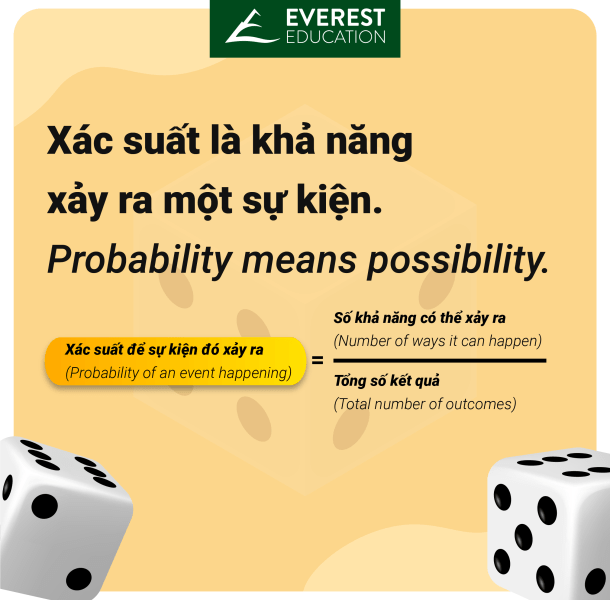 EVEREST
EDUCATION
Xác suất là khả năng
xảy ra một sự kiện.
Probability means possibility.
Xác suất để sự kiện đó xảy ra
(Probability of an event happening)
=
Số khả năng có thể xảy ra
(Number of ways it can happen)
Tổng số kết quả
(Total number of outcomes)